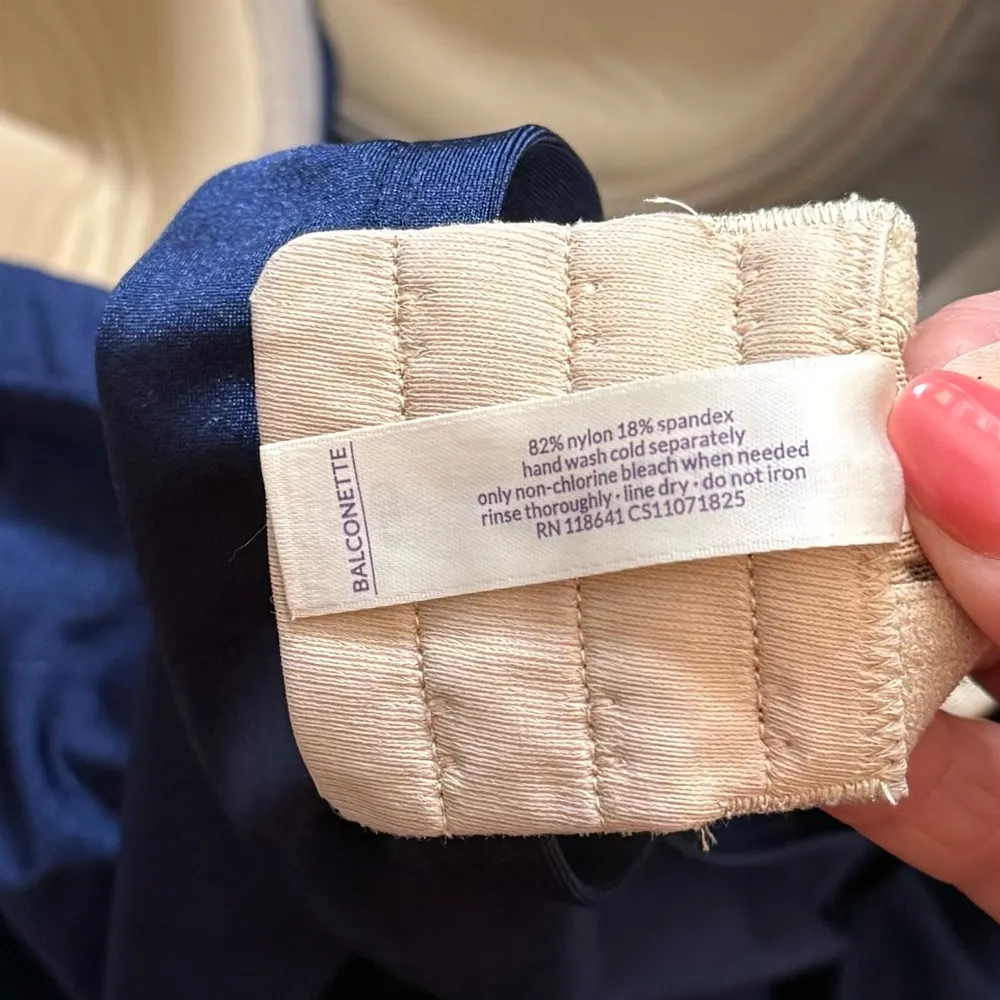 BALCONETTE
82% nylon 18% spandex
hand wash cold separately
only non-chlorine bleach when needed
rinse thoroughly · line dry · do not iron
RN 118641 CS11071825